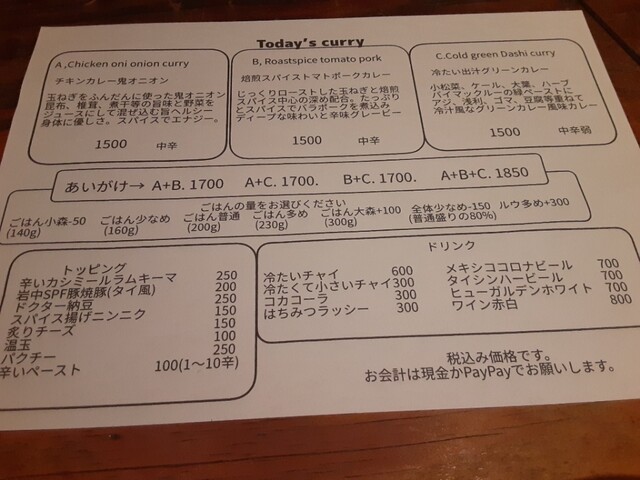 Today's curry
A ,Chicken oni onion curry
チキンカレー鬼オニオン
玉ねぎをふんだんに使った鬼オニオン
昆布、椎茸、煮干等の旨味と野菜を
ジュースにして混ぜ込む旨ヘルシー
身体に優しさ。スパイスでエナジー。
1500 中辛
B, Roastspice tomato pork
焙煎スパイストマトポークカレー
じっくりローストした玉ねぎと焙煎
スパイス中心の深め配合。たっぷり
とスパイスでバラポークを煮込み
ディープな味わいと辛味グレービー
1500 中辛
C.Cold green Dashi curry
冷たい出汁グリーンカレー
小松菜、ケール、大葉、ハーブ
バイマックルーの緑ペーストに
アジ、浅利、ゴマ、豆腐等重ねて
冷汁風なグリーンカレー風味カレー
1500 中辛弱
あいがけ→ A+B. 1700 A+C. 1700. B+C. 1700. A+B+C. 1850
ごはんの量をお選びください
ごはん小森-50 ごはん少なめ ごはん普通 ごはん多め ごはん大森+100 全体少なめ-150 ルウ多め+300
(140g) (160g) (200g) (230g) (300g) (普通盛りの80%)
トッピング
辛いカシミールラムキーマ 250
岩中SPF豚焼豚(タイ風) 200
ドクター納豆 250
スパイス揚げニンニク 150
炙りチーズ 150
温玉 100
パクチー 250
辛いペースト 100(1〜10辛)
ドリンク
冷たいチャイ 600
冷たくて小さいチャイ300
コカコーラ 300
はちみつラッシー 300
メキシココロナビール 700
タイシンハービール 700
ヒューガルデンホワイト 700
ワイン赤白 800
税込み価格です。
お会計は現金かPayPayでお願いします。